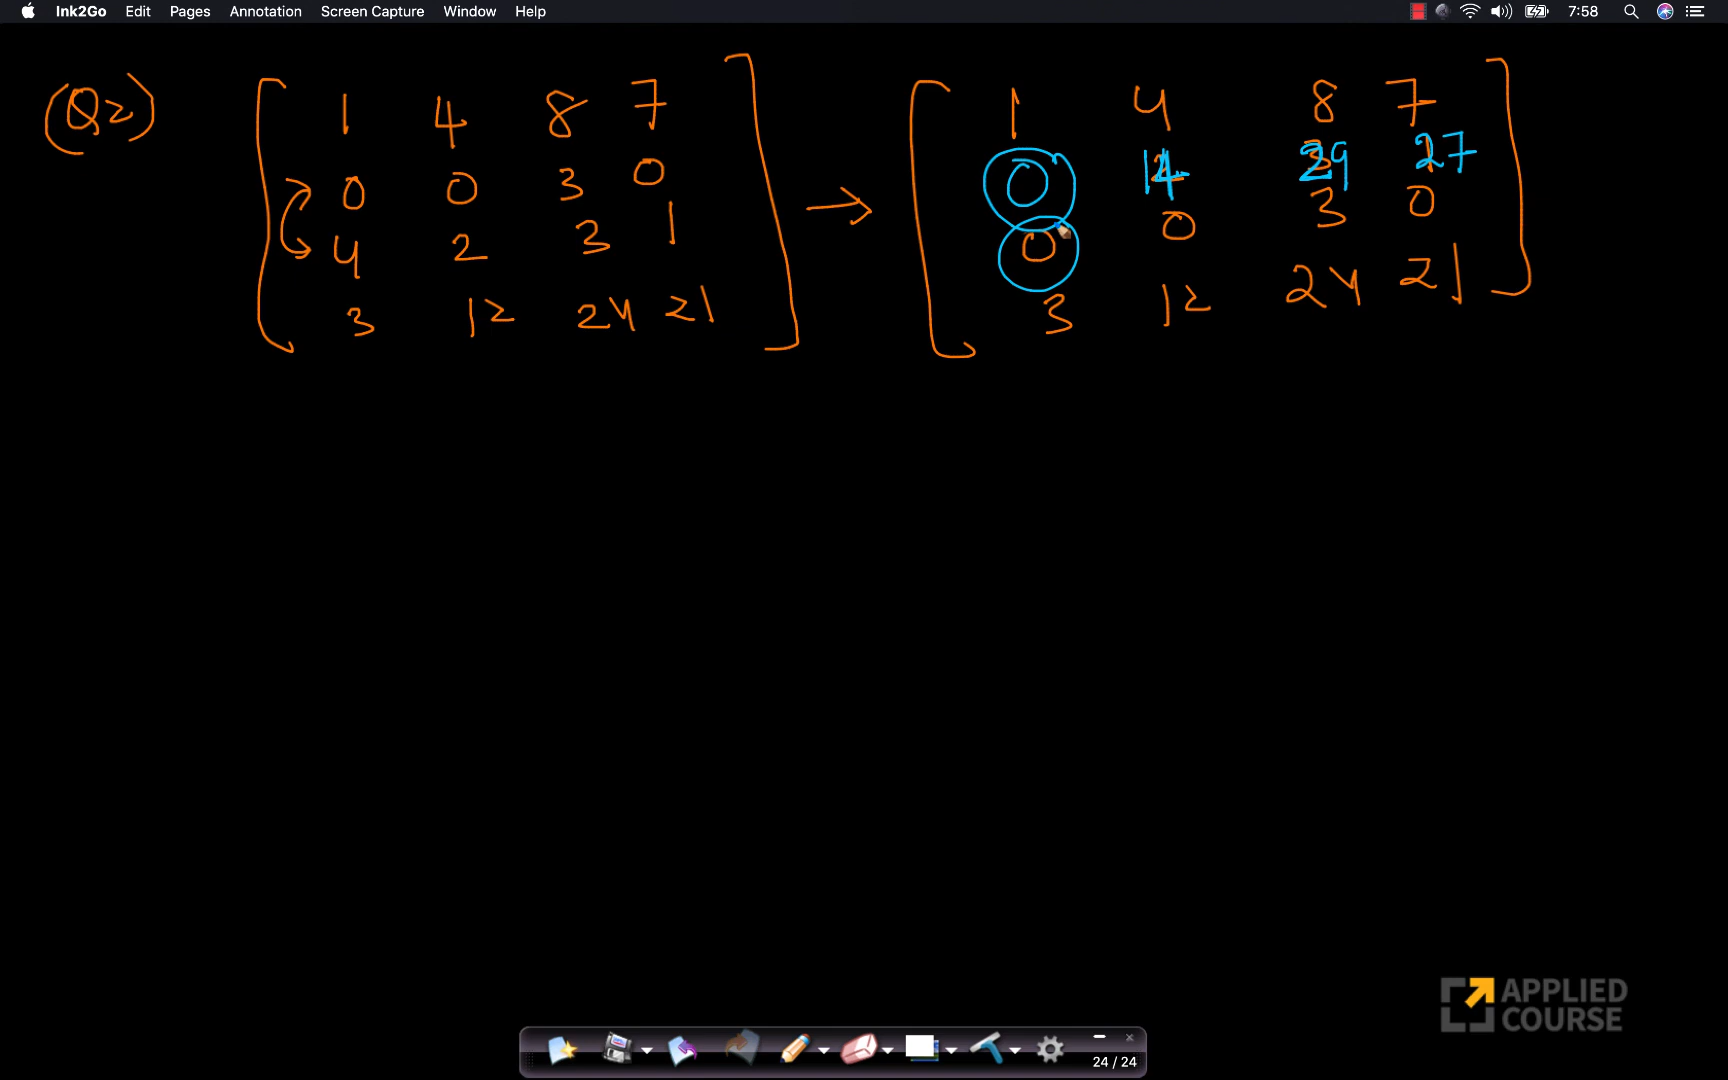 Ink2Go Edit Pages Annotation Screen Capture Window Help 7:58
(Q2)
1 4 8 7
0 0 3 0
4 2 3 1
3 12 24 21
→
1 4 8 7
0 14 29 27
0 0 3 0
3 12 24 21
APPLIED
COURSE
24 / 24